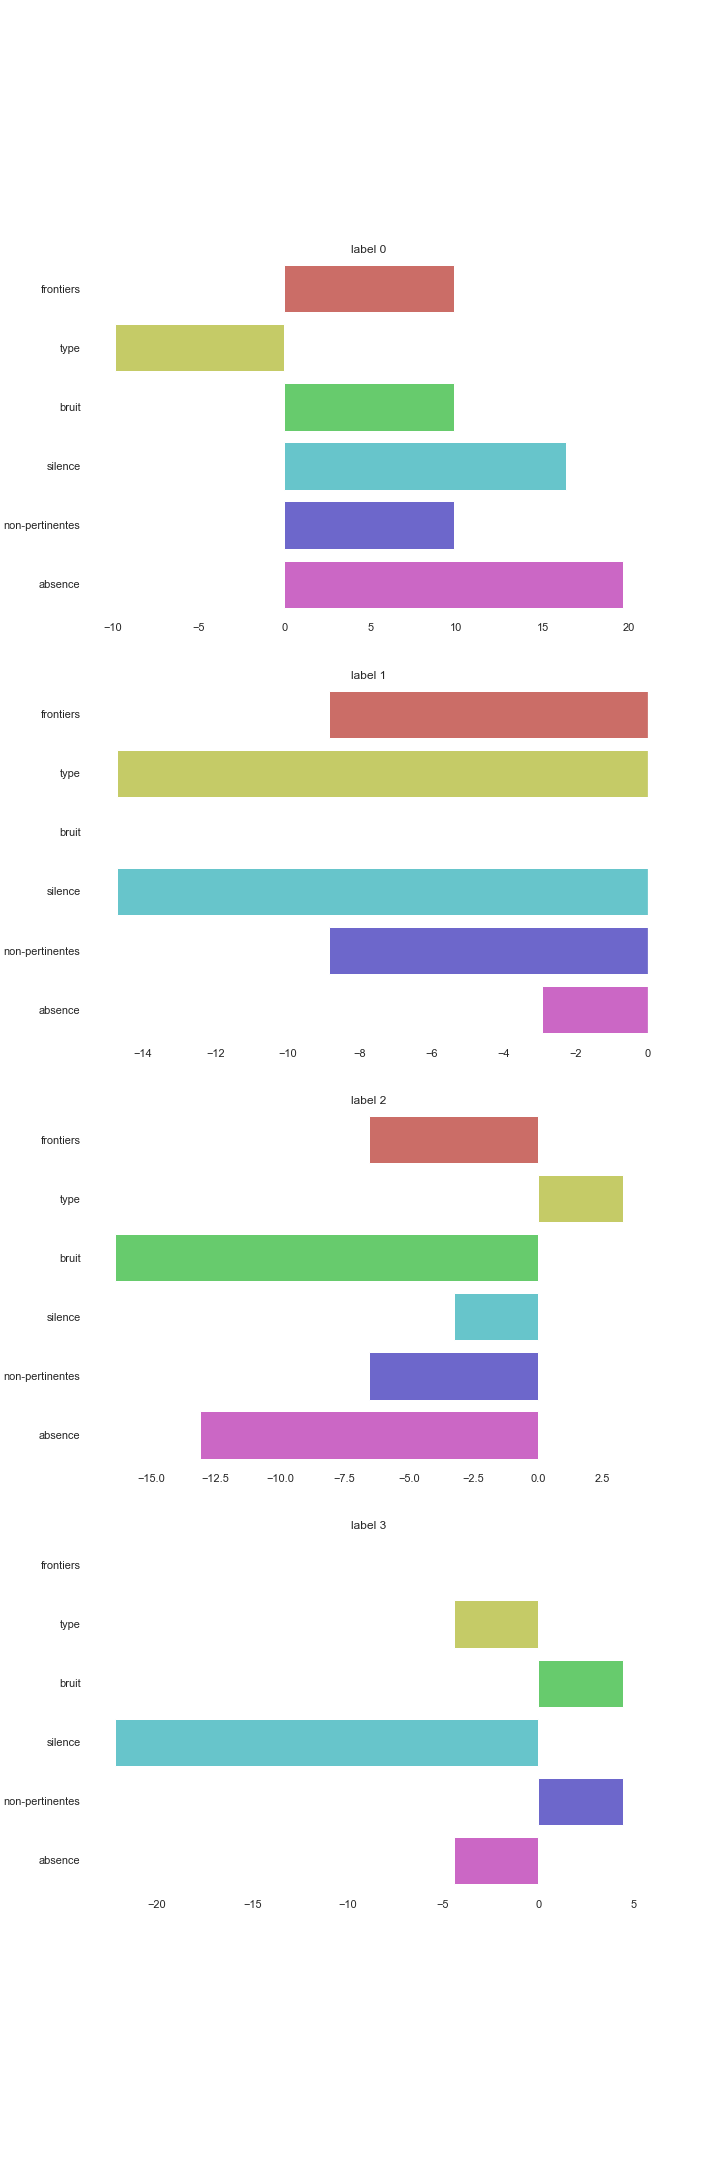 label 0
frontiers
type
bruit
silence
non-pertinentes
absence
−10 −5 0 5 10 15 20
label 1
frontiers
type
bruit
silence
non-pertinentes
absence
−14 −12 −10 −8 −6 −4 −2 0
label 2
frontiers
type
bruit
silence
non-pertinentes
absence
−15.0 −12.5 −10.0 −7.5 −5.0 −2.5 0.0 2.5
label 3
frontiers
type
bruit
silence
non-pertinentes
absence
−20 −15 −10 −5 0 5